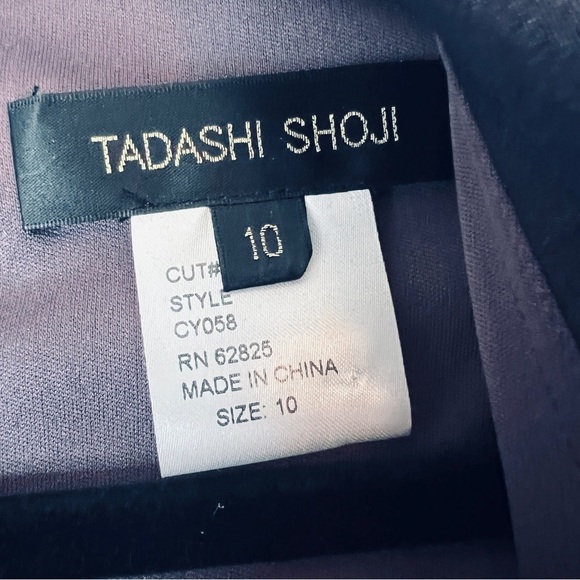 TADASHI SHOJI
10
CUT#
STYLE
CY058
RN 62825
MADE IN CHINA
SIZE: 10